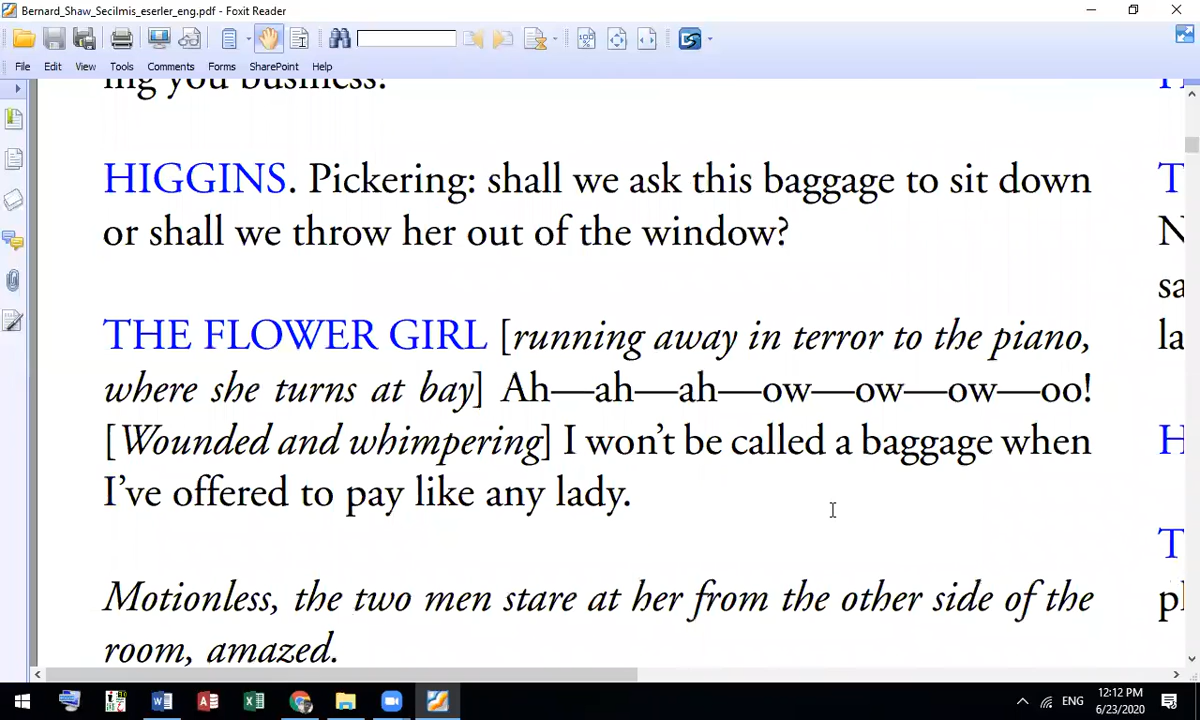 Bernard_Shaw_Secilmis_eserler_eng.pdf - Foxit Reader
File Edit View Tools Comments Forms SharePoint Help
ing you business?
HIGGINS. Pickering: shall we ask this baggage to sit down
or shall we throw her out of the window?
THE FLOWER GIRL [running away in terror to the piano,
where she turns at bay] Ah—ah—ah—ow—ow—ow—oo!
[Wounded and whimpering] I won’t be called a baggage when
I’ve offered to pay like any lady.
Motionless, the two men stare at her from the other side of the
room, amazed.
ENG
12:12 PM
6/23/2020